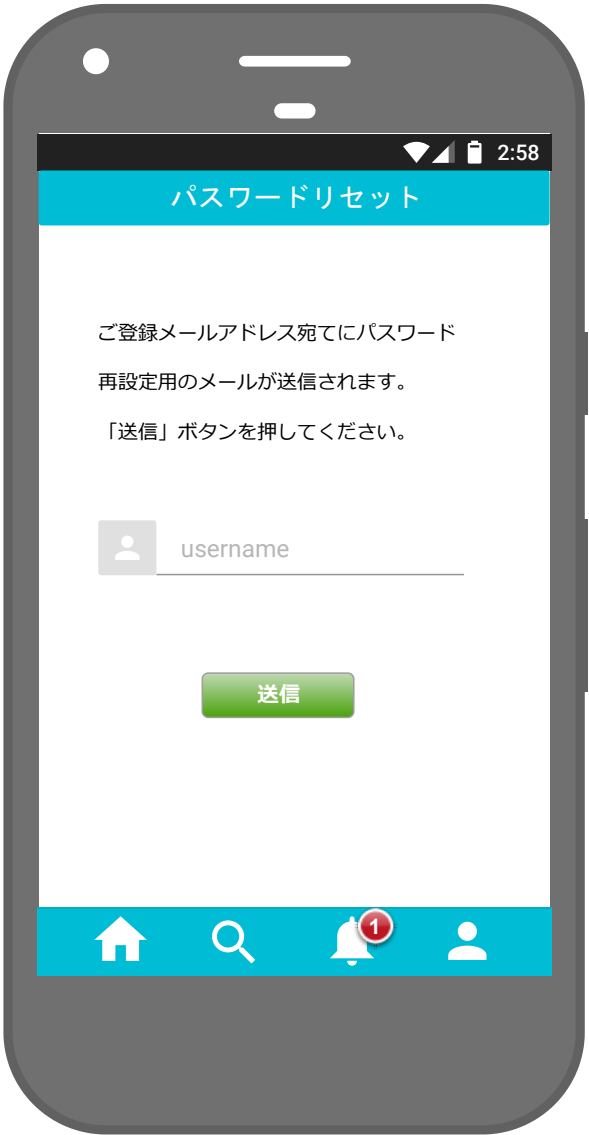 2:58
パスワードリセット
ご登録メールアドレス宛てにパスワード
再設定用のメールが送信されます。
「送信」ボタンを押してください。
username
送信
1